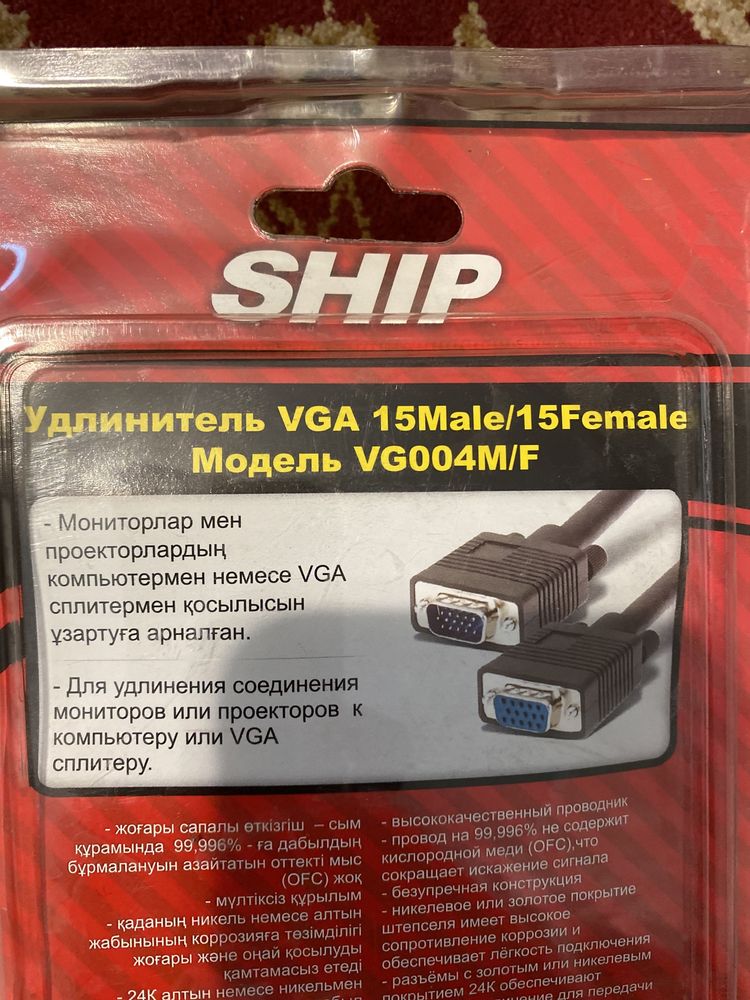 SHIP
Удлинитель VGA 15Male/15Female
Модель VG004M/F
- Мониторлар мен
проекторлардың
компьютермен немесе VGA
сплитермен қосылысын
ұзартуға арналған.
- Для удлинения соединения
мониторов или проекторов к
компьютеру или VGA
сплитеру.
- жоғары сапалы өткізгіш – сым
құрамында 99,996% - ға дабылдың
бұрмалануын азайтатын оттекті мыс
(OFC) жоқ
- мүлтіксіз құрылым
- қаданың никель немесе алтын
жабынының коррозияға төзімділігі
жоғары және оңай қосылуды
қамтамасыз етеді
- 24К алтын немесе никельмен
- высококачественный проводник
- провод на 99,996% не содержит
кислородной меди (OFC),что
сокращает искажение сигнала
- безупречная конструкция
- никелевое или золотое покрытие
штепселя имеет высокое
сопротивление коррозии и
обеспечивает лёгкость подключения
- разъёмы с золотым или никелевым
покрытием 24К обеспечивают
для передачи